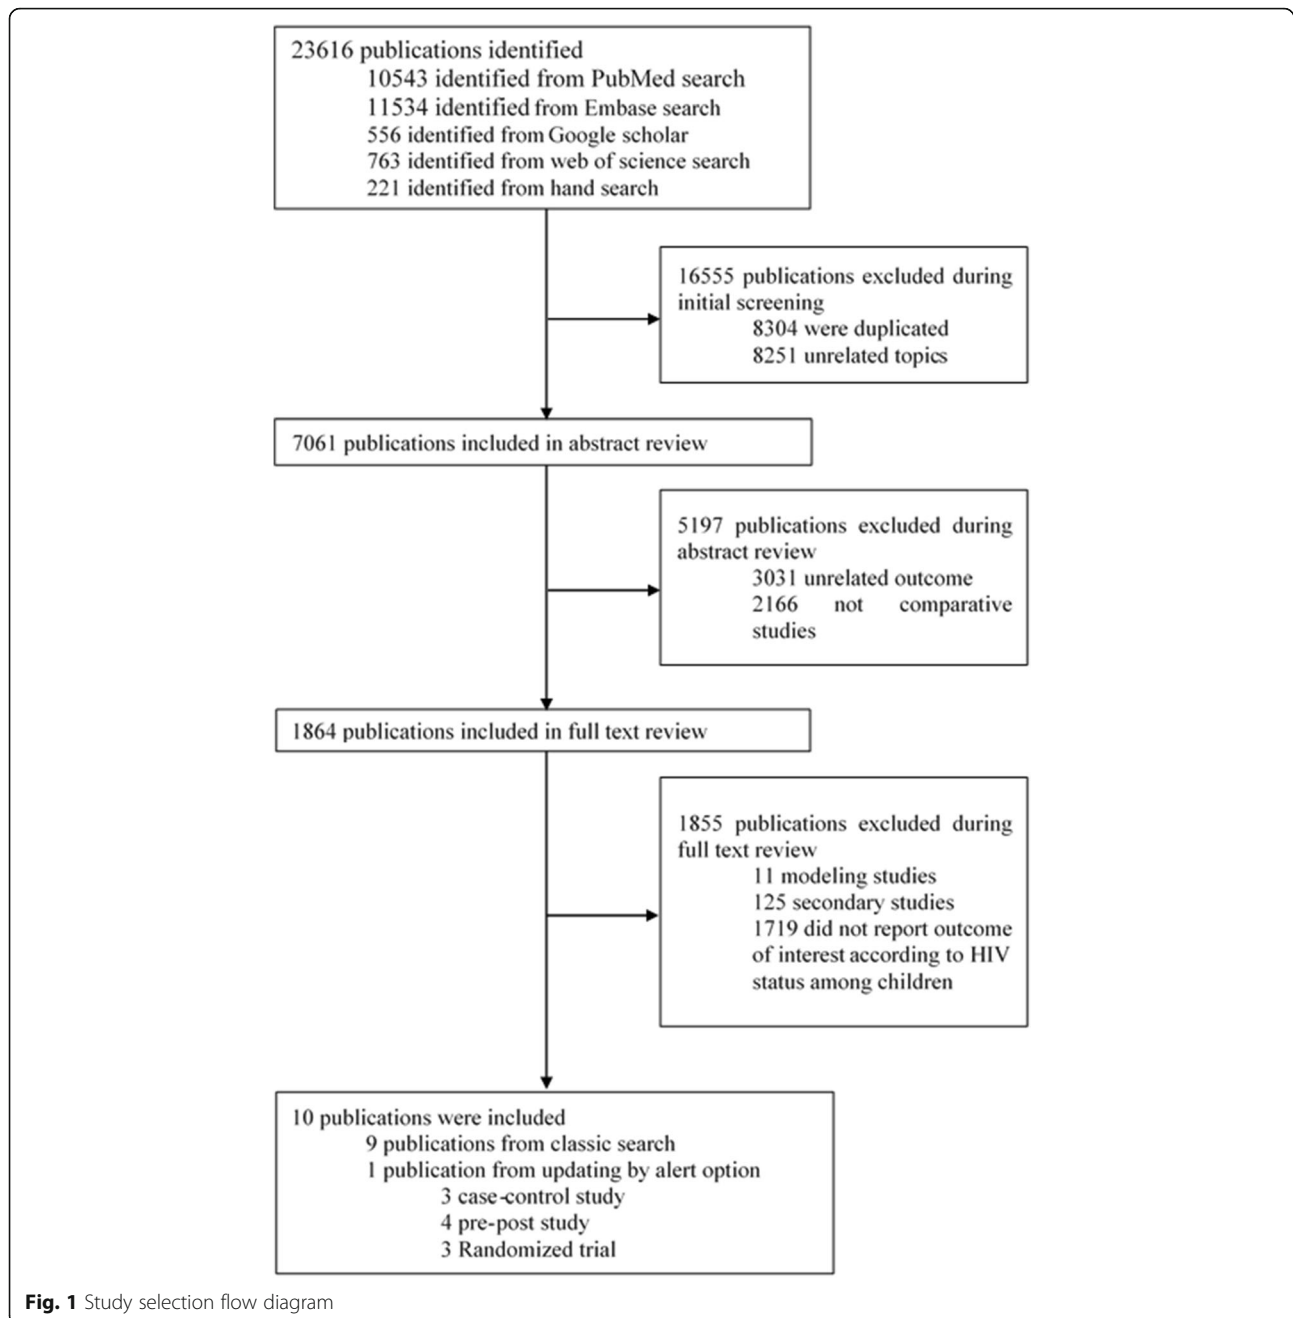 23616 publications identified
10543 identified from PubMed search
11534 identified from Embase search
556 identified from Google scholar
763 identified from web of science search
221 identified from hand search
16555 publications excluded during
initial screening
8304 were duplicated
8251 unrelated topics
7061 publications included in abstract review
5197 publications excluded during
abstract review
3031 unrelated outcome
2166 not comparative
studies
1864 publications included in full text review
1855 publications excluded during
full text review
11 modeling studies
125 secondary studies
1719 did not report outcome
of interest according to HIV
status among children
10 publications were included
9 publications from classic search
1 publication from updating by alert option
3 case-control study
4 pre-post study
3 Randomized trial
Fig. 1 Study selection flow diagram